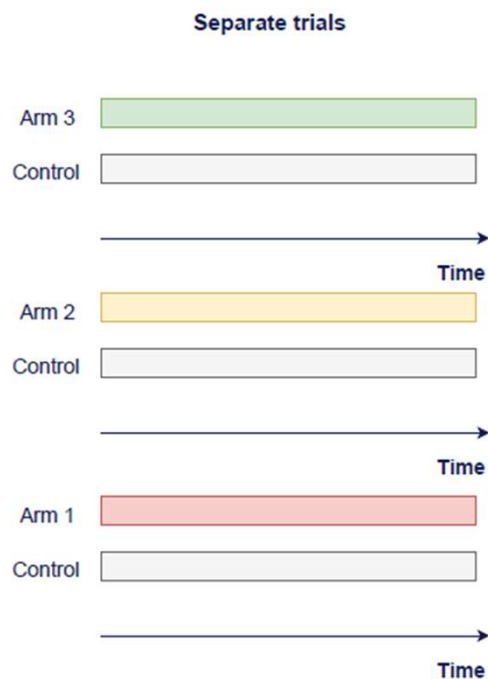 Separate trials
Arm 3
Control
Time
Arm 2
Control
Time
Arm 1
Control
Time